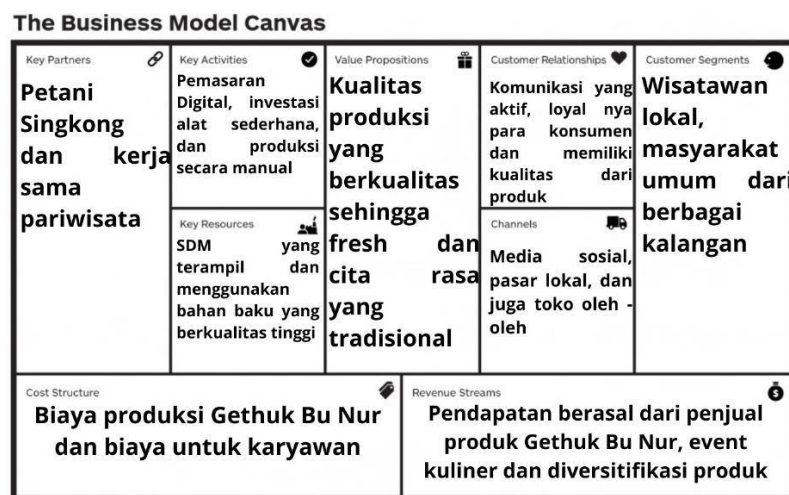 The Business Model Canvas
Key Partners
Petani
Singkong
dan kerja
sama
pariwisata
Key Activities
Pemasaran
Digital, investasi
alat sederhana,
dan produksi
secara manual
Key Resources
SDM yang
terampil dan
menggunakan
bahan baku yang
berkualitas tinggi
Value Propositions
Kualitas
produksi
yang
berkualitas
sehingga
fresh dan
cita rasa
yang
tradisional
Customer Relationships
Komunikasi yang
aktif, loyal nya
para konsumen
dan memiliki
kualitas dari
produk
Channels
Media sosial,
pasar lokal, dan
juga toko oleh -
oleh
Customer Segments
Wisatawan
lokal,
masyarakat
umum dari
berbagai
kalangan
Cost Structure
Biaya produksi Gethuk Bu Nur
dan biaya untuk karyawan
Revenue Streams
Pendapatan berasal dari penjual
produk Gethuk Bu Nur, event
kuliner dan diversitifikasi produk